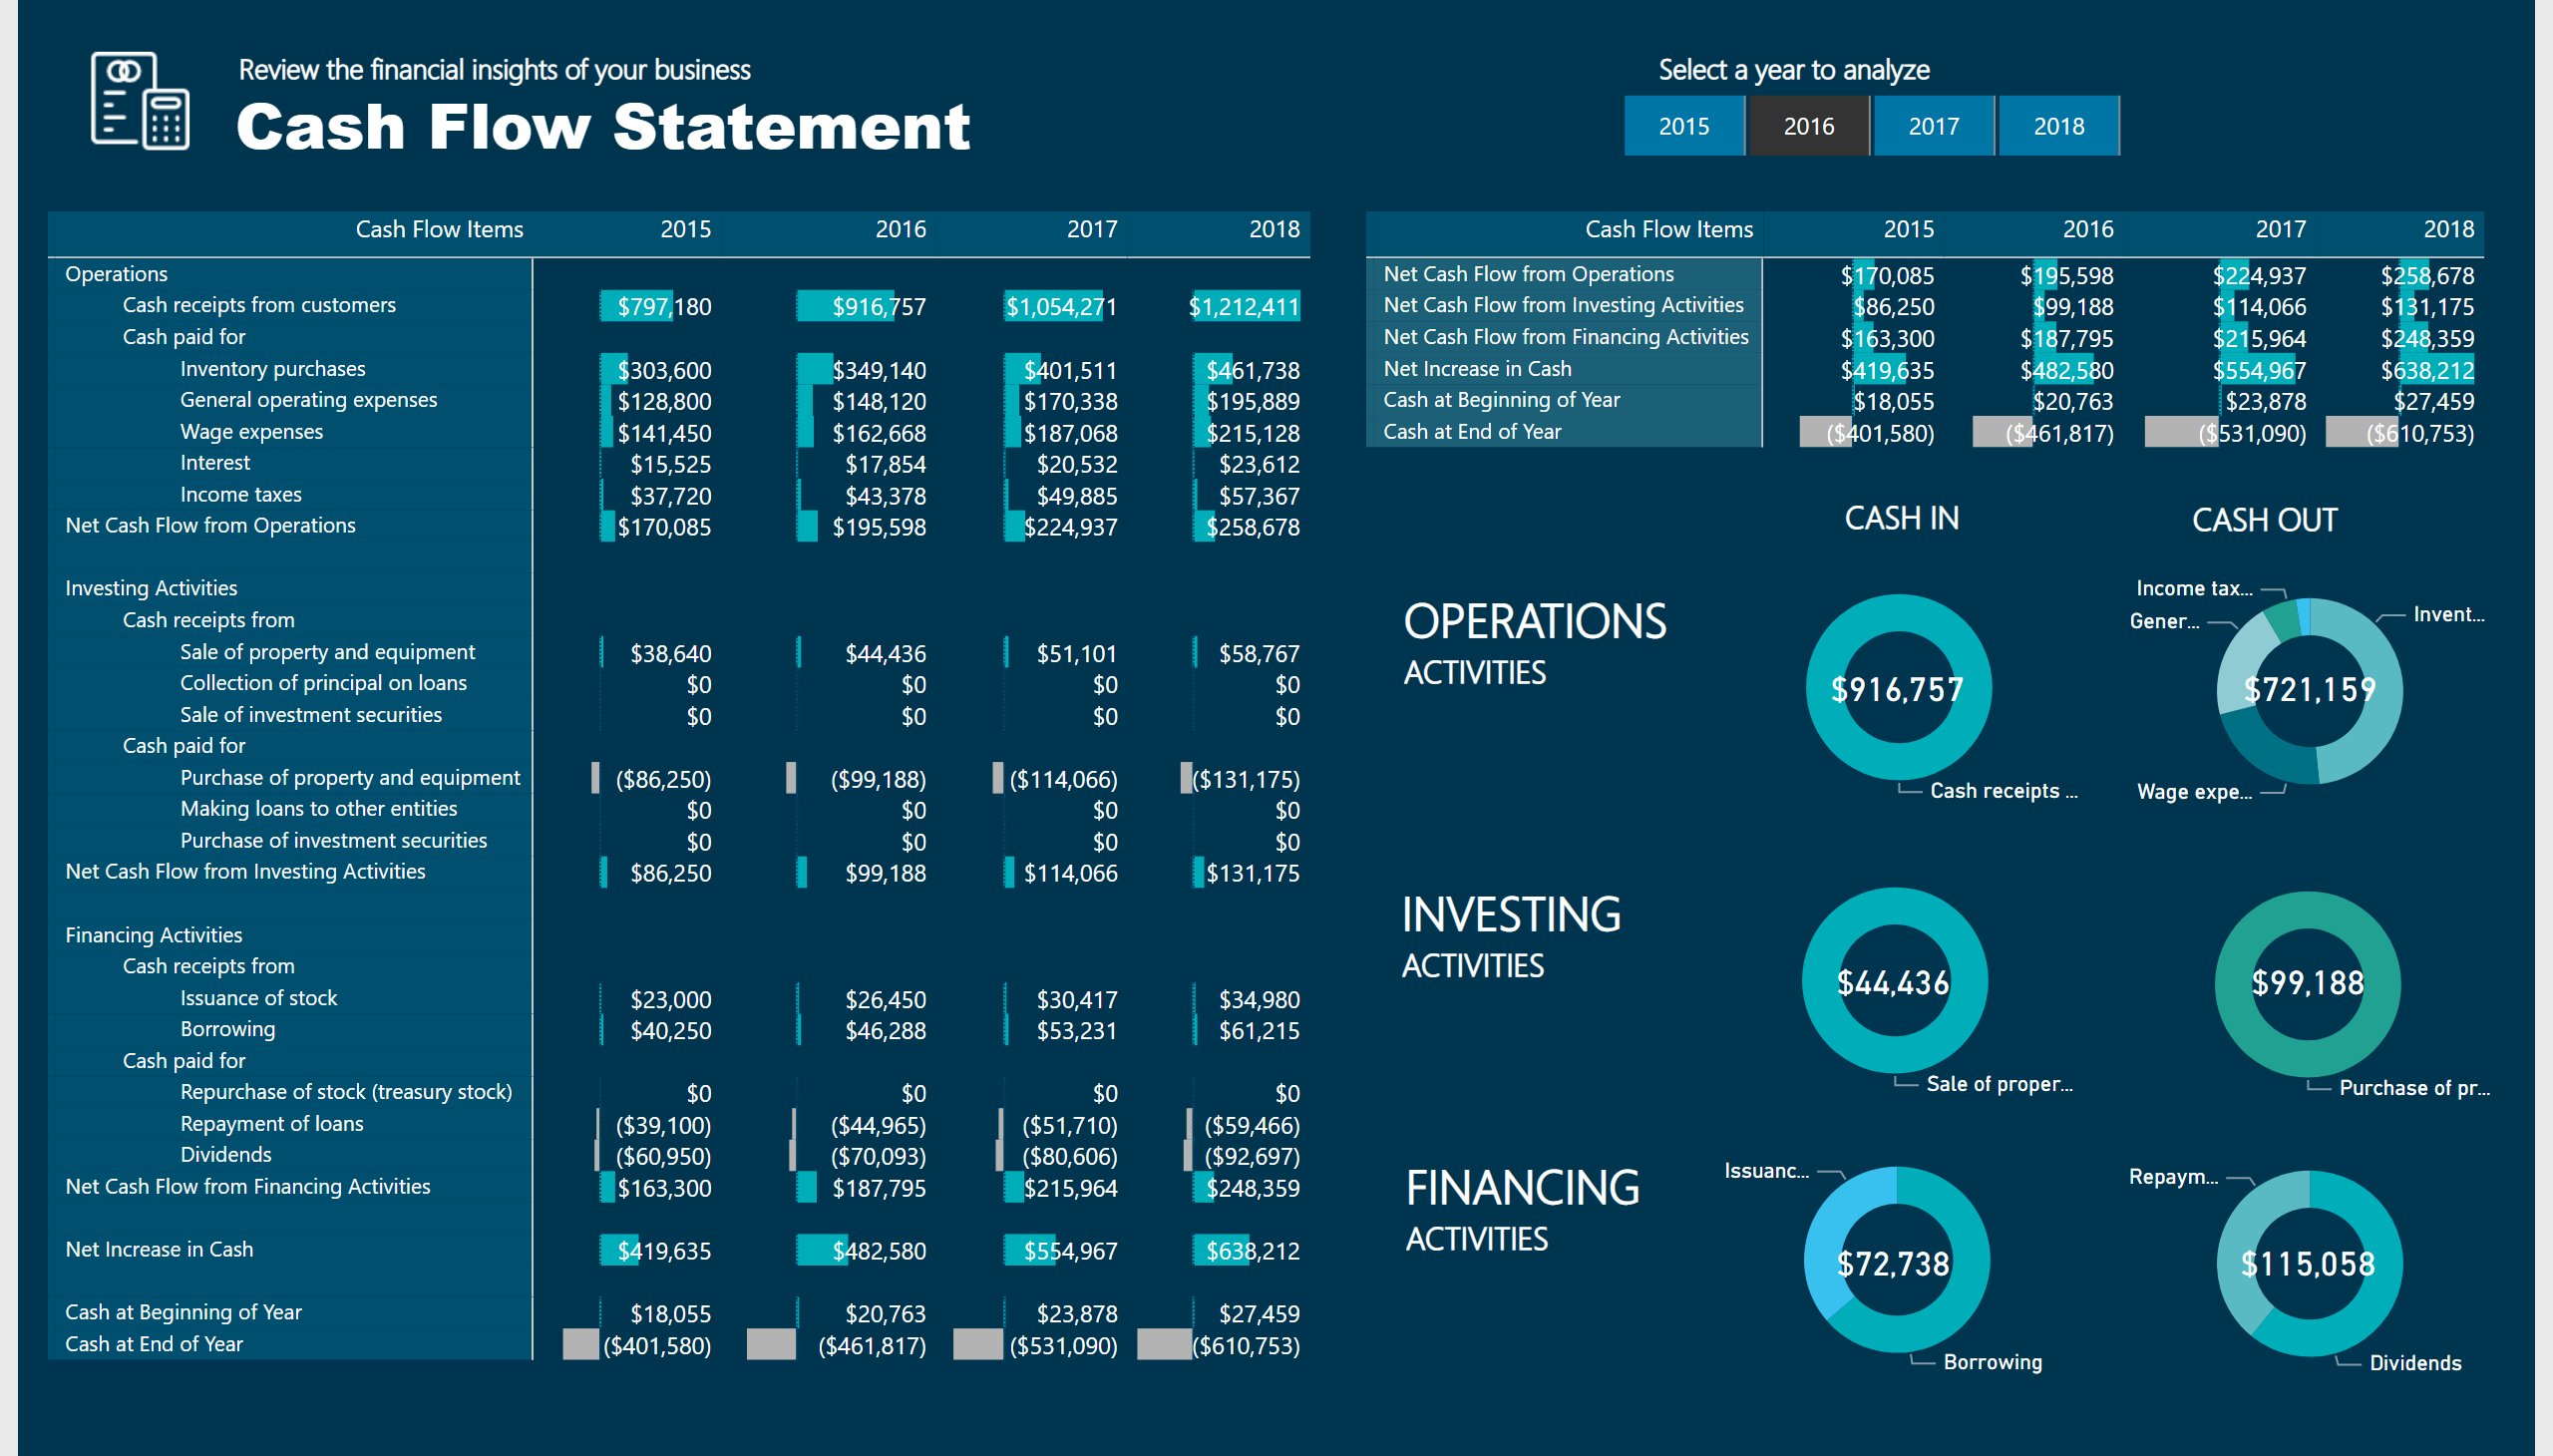 Review the financial insights of your business
Cash Flow Statement
Select a year to analyze
2015 2016 2017 2018
Cash Flow Items 2015 2016 2017 2018
Operations
Cash receipts from customers $797,180 $916,757 $1,054,271 $1,212,411
Cash paid for
Inventory purchases $303,600 $349,140 $401,511 $461,738
General operating expenses $128,800 $148,120 $170,338 $195,889
Wage expenses $141,450 $162,668 $187,068 $215,128
Interest $15,525 $17,854 $20,532 $23,612
Income taxes $37,720 $43,378 $49,885 $57,367
Net Cash Flow from Operations $170,085 $195,598 $224,937 $258,678
Investing Activities
Cash receipts from
Sale of property and equipment $38,640 $44,436 $51,101 $58,767
Collection of principal on loans $0 $0 $0 $0
Sale of investment securities $0 $0 $0 $0
Cash paid for
Purchase of property and equipment ($86,250) ($99,188) ($114,066) ($131,175)
Making loans to other entities $0 $0 $0 $0
Purchase of investment securities $0 $0 $0 $0
Net Cash Flow from Investing Activities $86,250 $99,188 $114,066 $131,175
Financing Activities
Cash receipts from
Issuance of stock $23,000 $26,450 $30,417 $34,980
Borrowing $40,250 $46,288 $53,231 $61,215
Cash paid for
Repurchase of stock (treasury stock) $0 $0 $0 $0
Repayment of loans ($39,100) ($44,965) ($51,710) ($59,466)
Dividends ($60,950) ($70,093) ($80,606) ($92,697)
Net Cash Flow from Financing Activities $163,300 $187,795 $215,964 $248,359
Net Increase in Cash $419,635 $482,580 $554,967 $638,212
Cash at Beginning of Year $18,055 $20,763 $23,878 $27,459
Cash at End of Year ($401,580) ($461,817) ($531,090) ($610,753)
Cash Flow Items 2015 2016 2017 2018
Net Cash Flow from Operations $170,085 $195,598 $224,937 $258,678
Net Cash Flow from Investing Activities $86,250 $99,188 $114,066 $131,175
Net Cash Flow from Financing Activities $163,300 $187,795 $215,964 $248,359
Net Increase in Cash $419,635 $482,580 $554,967 $638,212
Cash at Beginning of Year $18,055 $20,763 $23,878 $27,459
Cash at End of Year ($401,580) ($461,817) ($531,090) ($610,753)
CASH IN CASH OUT
OPERATIONS
ACTIVITIES
$916,757
Cash receipts ...
Income tax...
Gener...
Invent...
$721,159
Wage expe...
INVESTING
ACTIVITIES
$44,436
Sale of proper...
$99,188
Purchase of pr...
FINANCING
ACTIVITIES
Issuanc...
$72,738
Borrowing
Repaym...
$115,058
Dividends